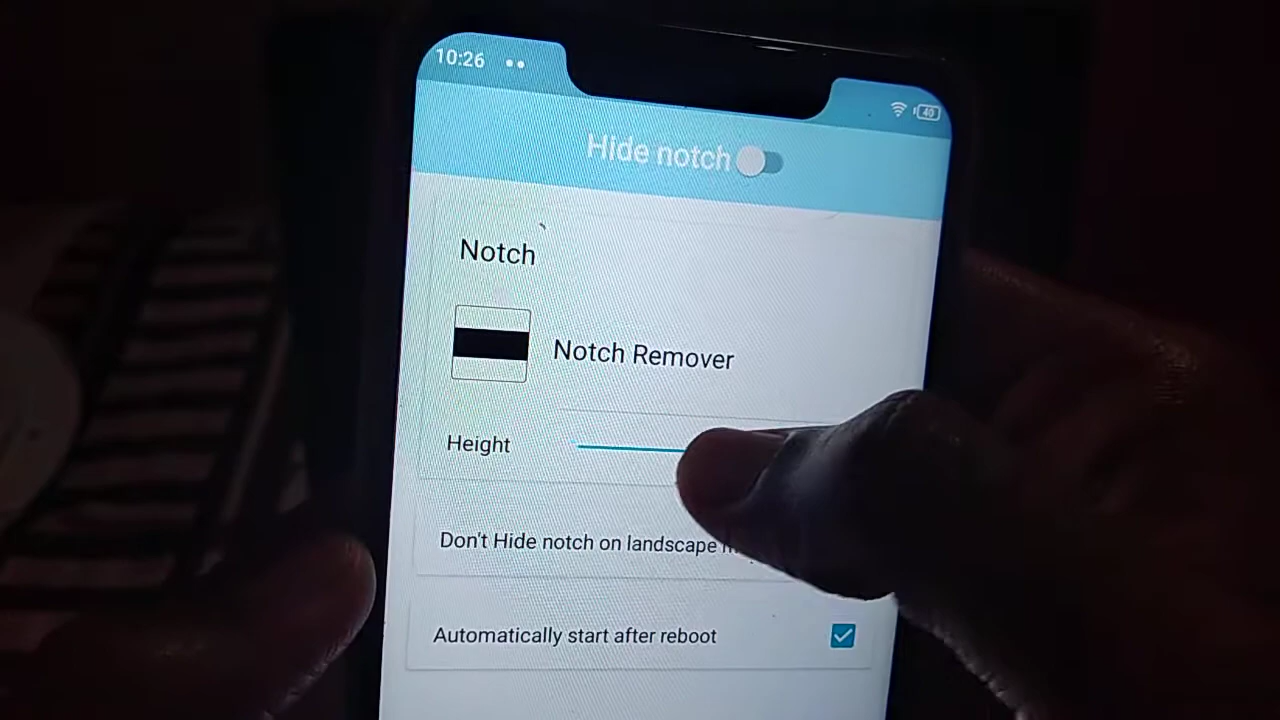 10:26
40
Hide notch
Notch
Notch Remover
Height
Don't Hide notch on landscape
Automatically start after reboot